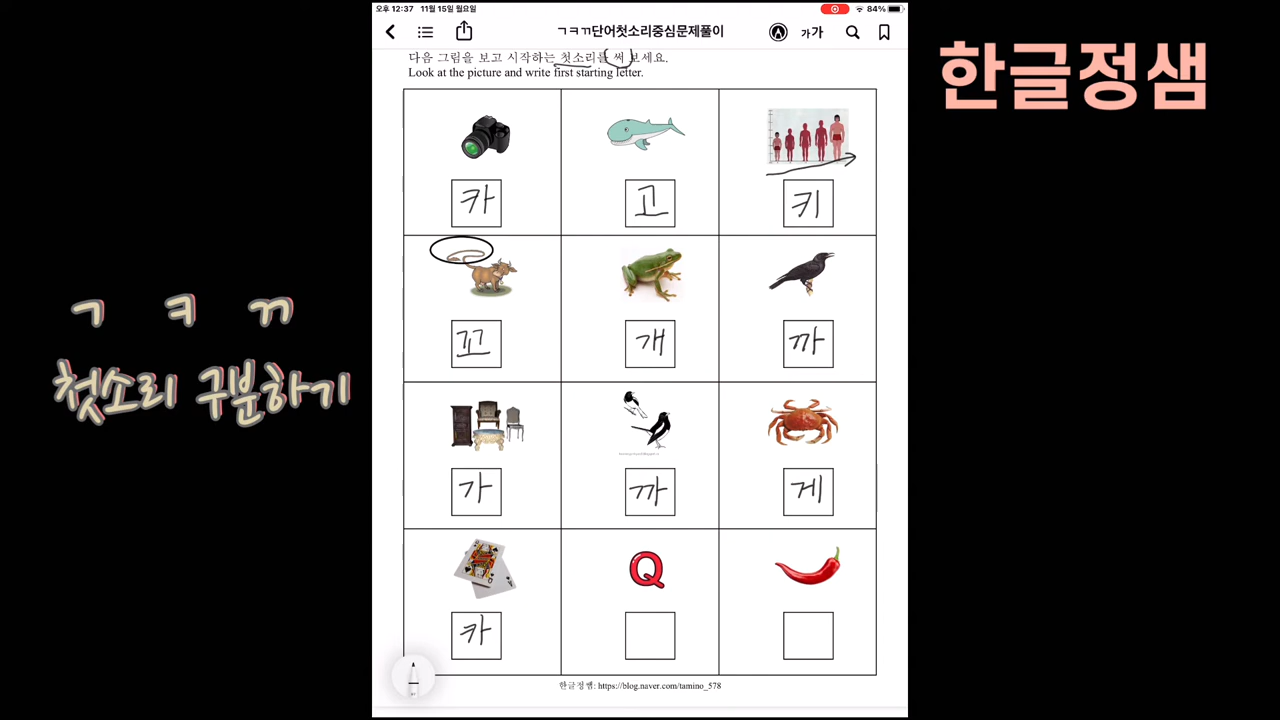 오후 12:37 11월 15일 월요일
84%
ㄱㅋㄲ단어첫소리중심문제풀이
가가
다음 그림을 보고 시작하는 첫소리를 써 보세요.
Look at the picture and write first starting letter.
한글정샘
카 고 키
ㄱ ㅋ ㄲ
첫소리 구분하기
꼬 개 까
가 까 게
Q
카
한글정쌤: https://blog.naver.com/tamino_578